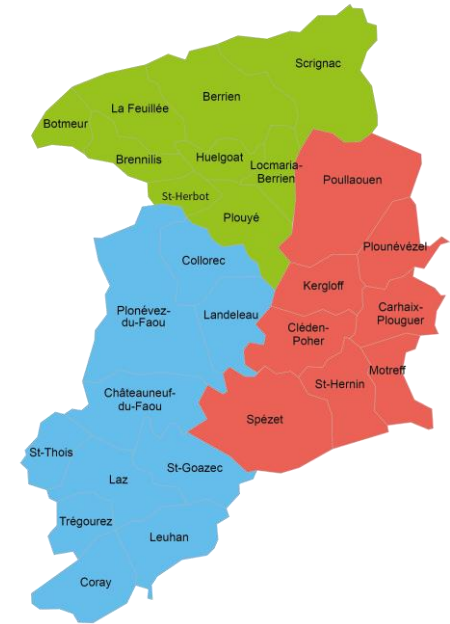 Scrignac
Berrien
La Feuillée
Botmeur
Brennilis
Huelgoat
Locmaria-
Berrien
Poullaouen
St-Herbot
Plouyé
Plounévézel
Collorec
Kergloff
Carhaix-
Plouguer
Plonévez-
du-Faou
Landeleau
Cléden-
Poher
Motreff
St-Hernin
Châteauneuf-
du-Faou
Spézet
St-Thois
St-Goazec
Laz
Trégourez
Leuhan
Coray